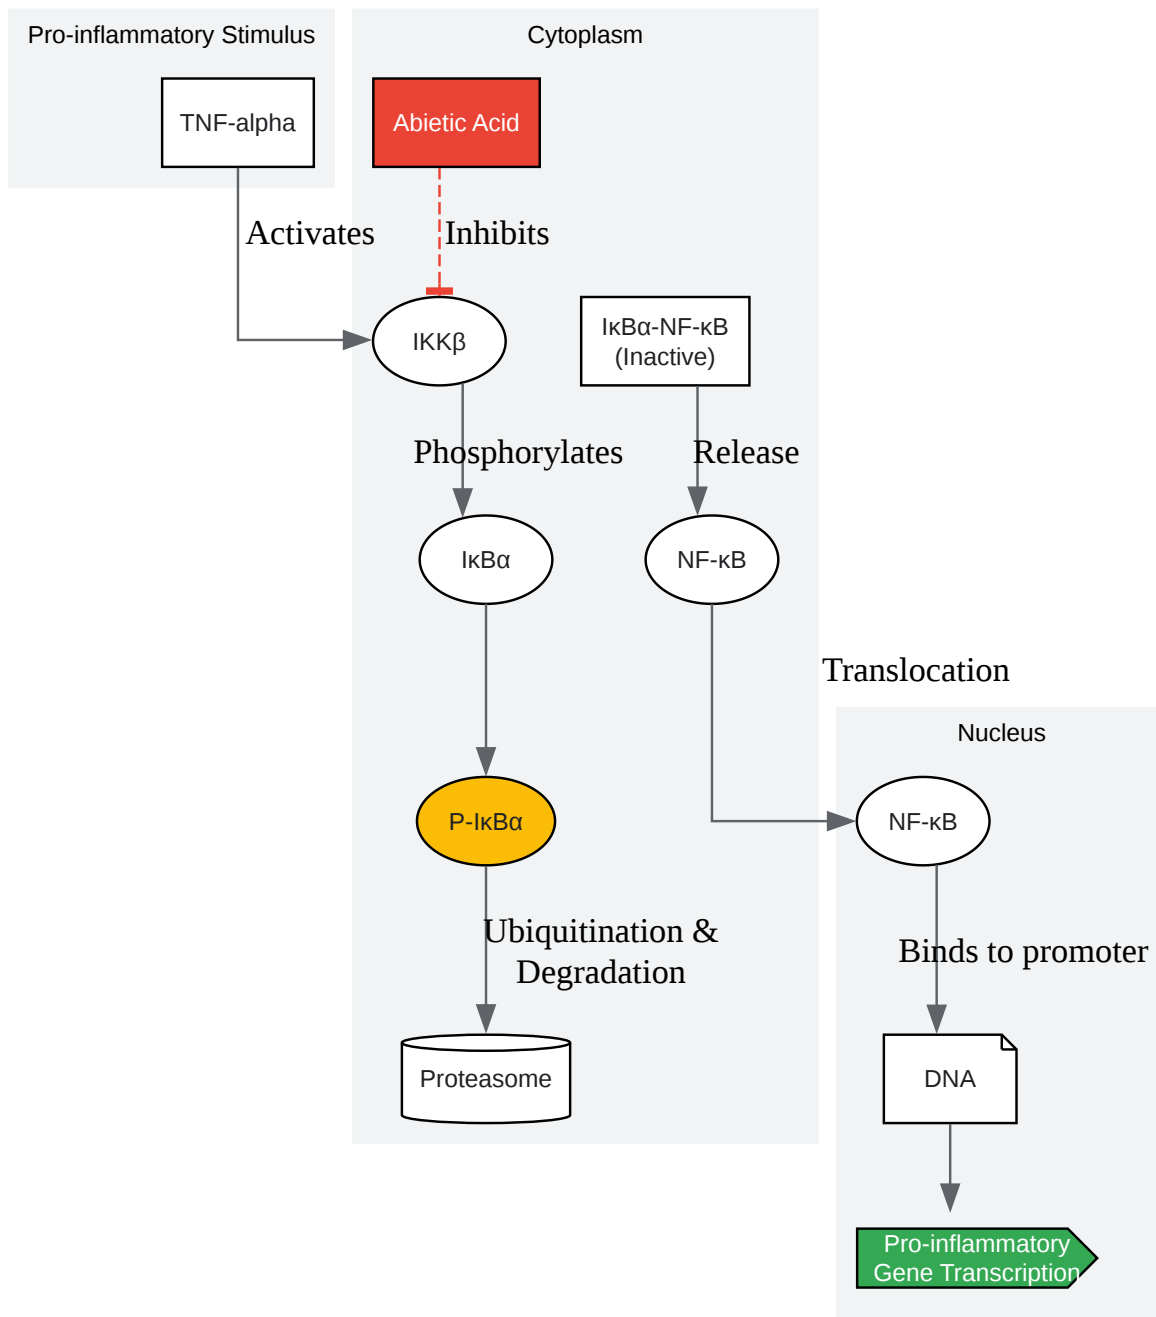 Pro-inflammatory Stimulus
Cytoplasm
TNF-alpha
Abietic Acid
Activates
Inhibits
IKKβ
IκBα-NF-κB
(Inactive)
Phosphorylates
Release
IκBα
NF-κB
Translocation
Nucleus
P-IκBα
NF-κB
Ubiquitination &
Degradation
Binds to promoter
Proteasome
DNA
Pro-inflammatory
Gene Transcription